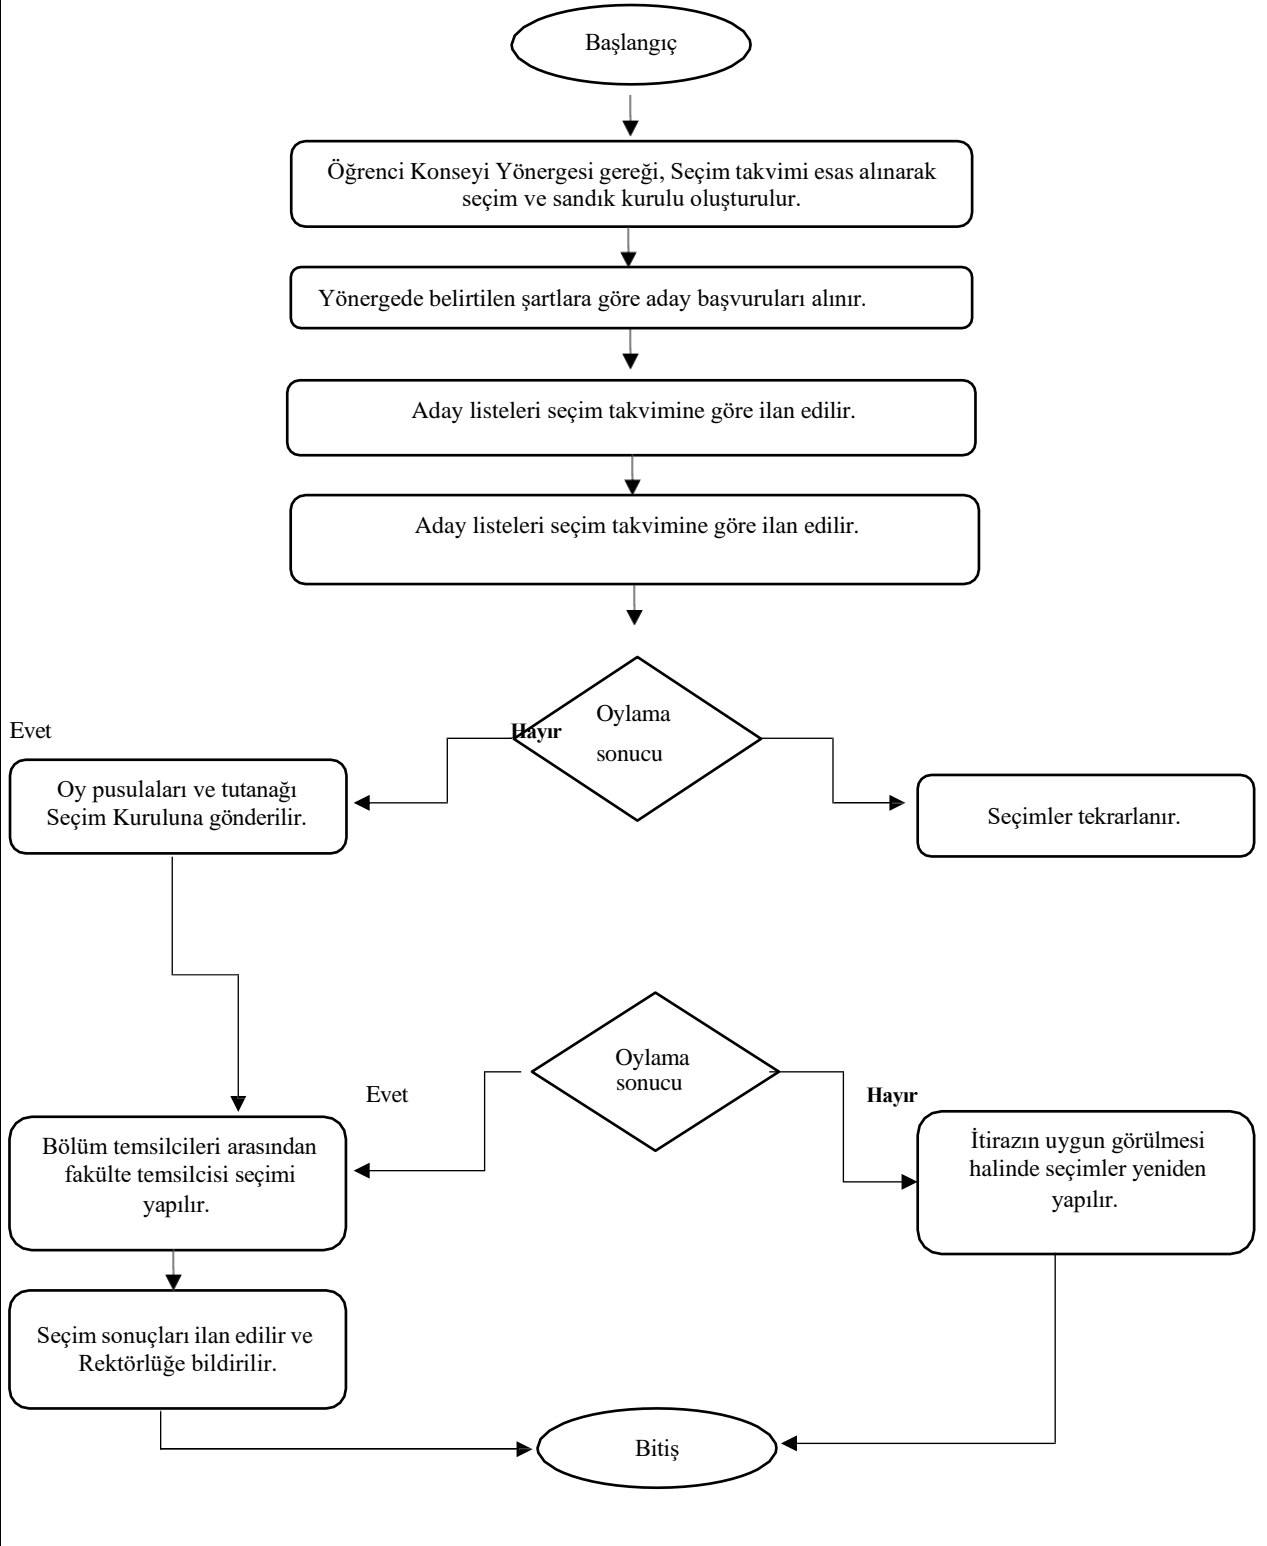 Başlangıç
Öğrenci Konseyi Yönergesi gereği, Seçim takvimi esas alınarak
seçim ve sandık kurulu oluşturulur.
Yönergede belirtilen şartlara göre aday başvuruları alınır.
Aday listeleri seçim takvimine göre ilan edilir.
Aday listeleri seçim takvimine göre ilan edilir.
Oylama
sonucu
Evet
Hayır
Oy pusulaları ve tutanağı
Seçim Kuruluna gönderilir.
Seçimler tekrarlanır.
Oylama
sonucu
Evet
Hayır
Bölüm temsilcileri arasından
fakülte temsilcisi seçimi
yapılır.
İtirazın uygun görülmesi
halinde seçimler yeniden
yapılır.
Seçim sonuçları ilan edilir ve
Rektörlüğe bildirilir.
Bitiş